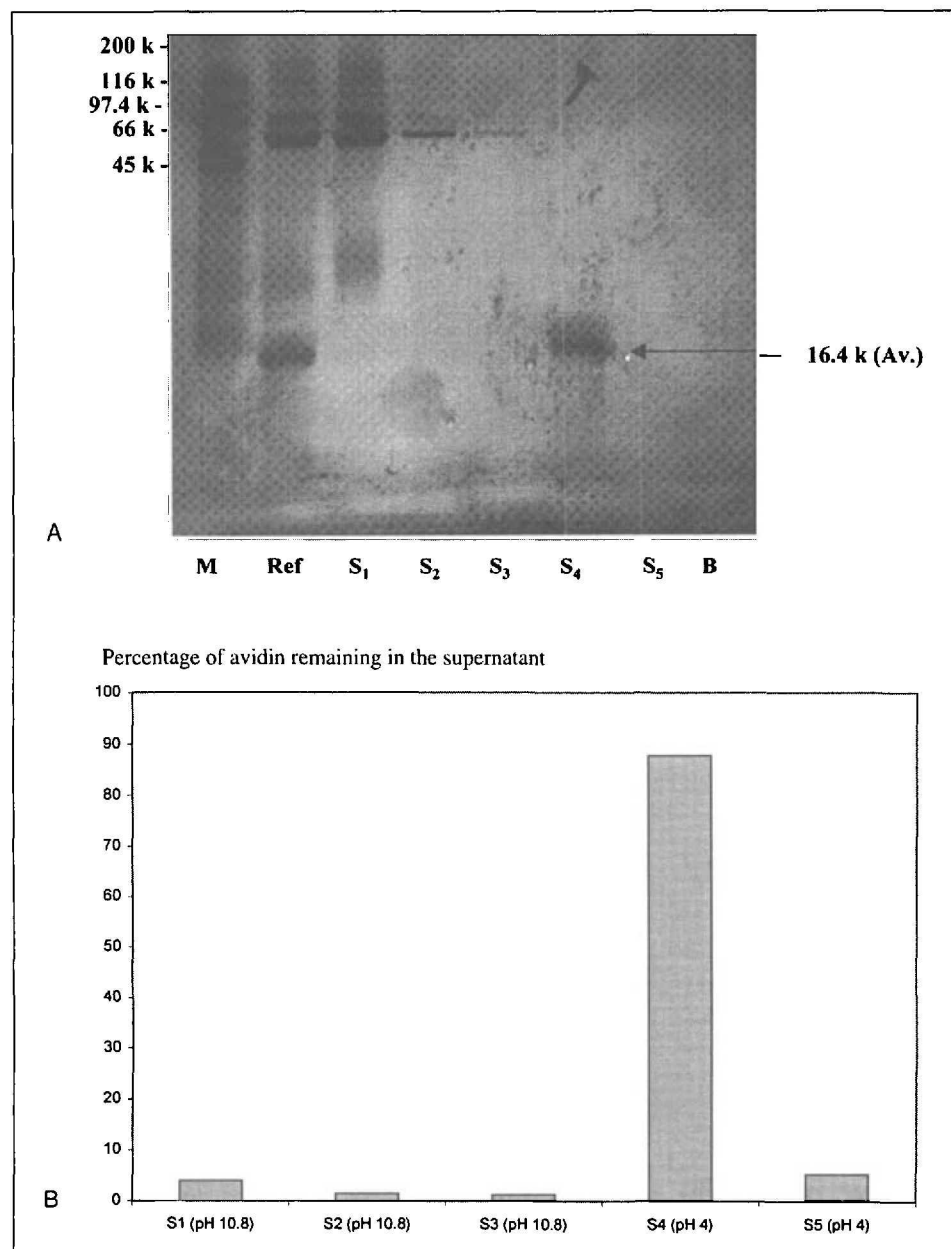 200 k -
116 k -
97.4 k -
66 k -
45 k -
16.4 k (Av.)
A
M Ref S₁ S₂ S₃ S₄ S₅ B
Percentage of avidin remaining in the supernatant
100
90
80
70
60
50
40
30
20
10
0
B
S1 (pH 10.8) S2 (pH 10.8) S3 (pH 10.8) S4 (pH 4) S5 (pH 4)